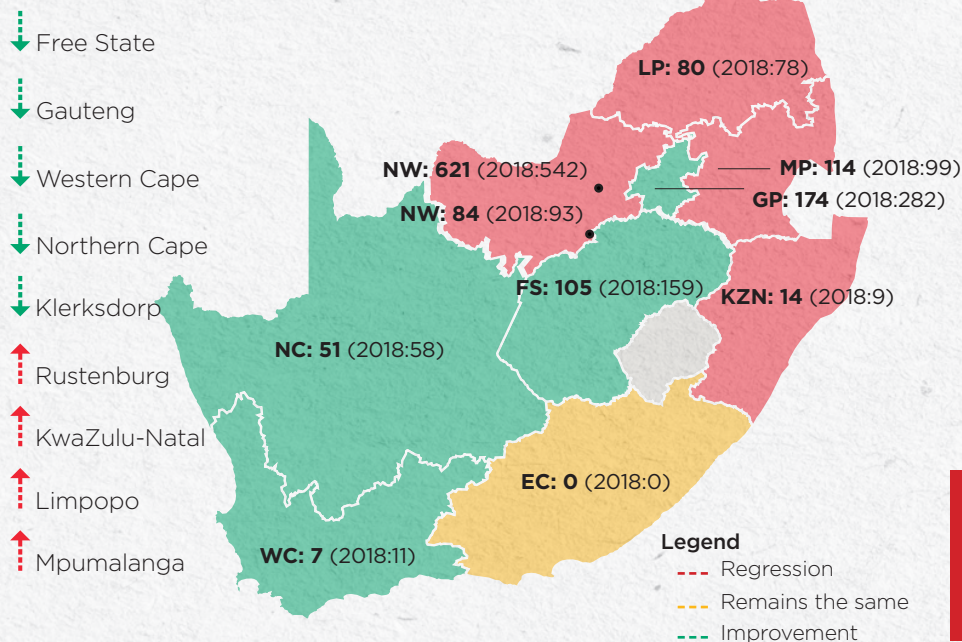 Free State
Gauteng
Western Cape
Northern Cape
Klerksdorp
Rustenburg
KwaZulu-Natal
Limpopo
Mpumalanga
LP: 80 (2018:78)
NW: 621 (2018:542)
MP: 114 (2018:99)
GP: 174 (2018:282)
NW: 84 (2018:93)
FS: 105 (2018:159)
KZN: 14 (2018:9)
NC: 51 (2018:58)
EC: 0 (2018:0)
WC: 7 (2018:11)
Legend
Regression
Remains the same
Improvement